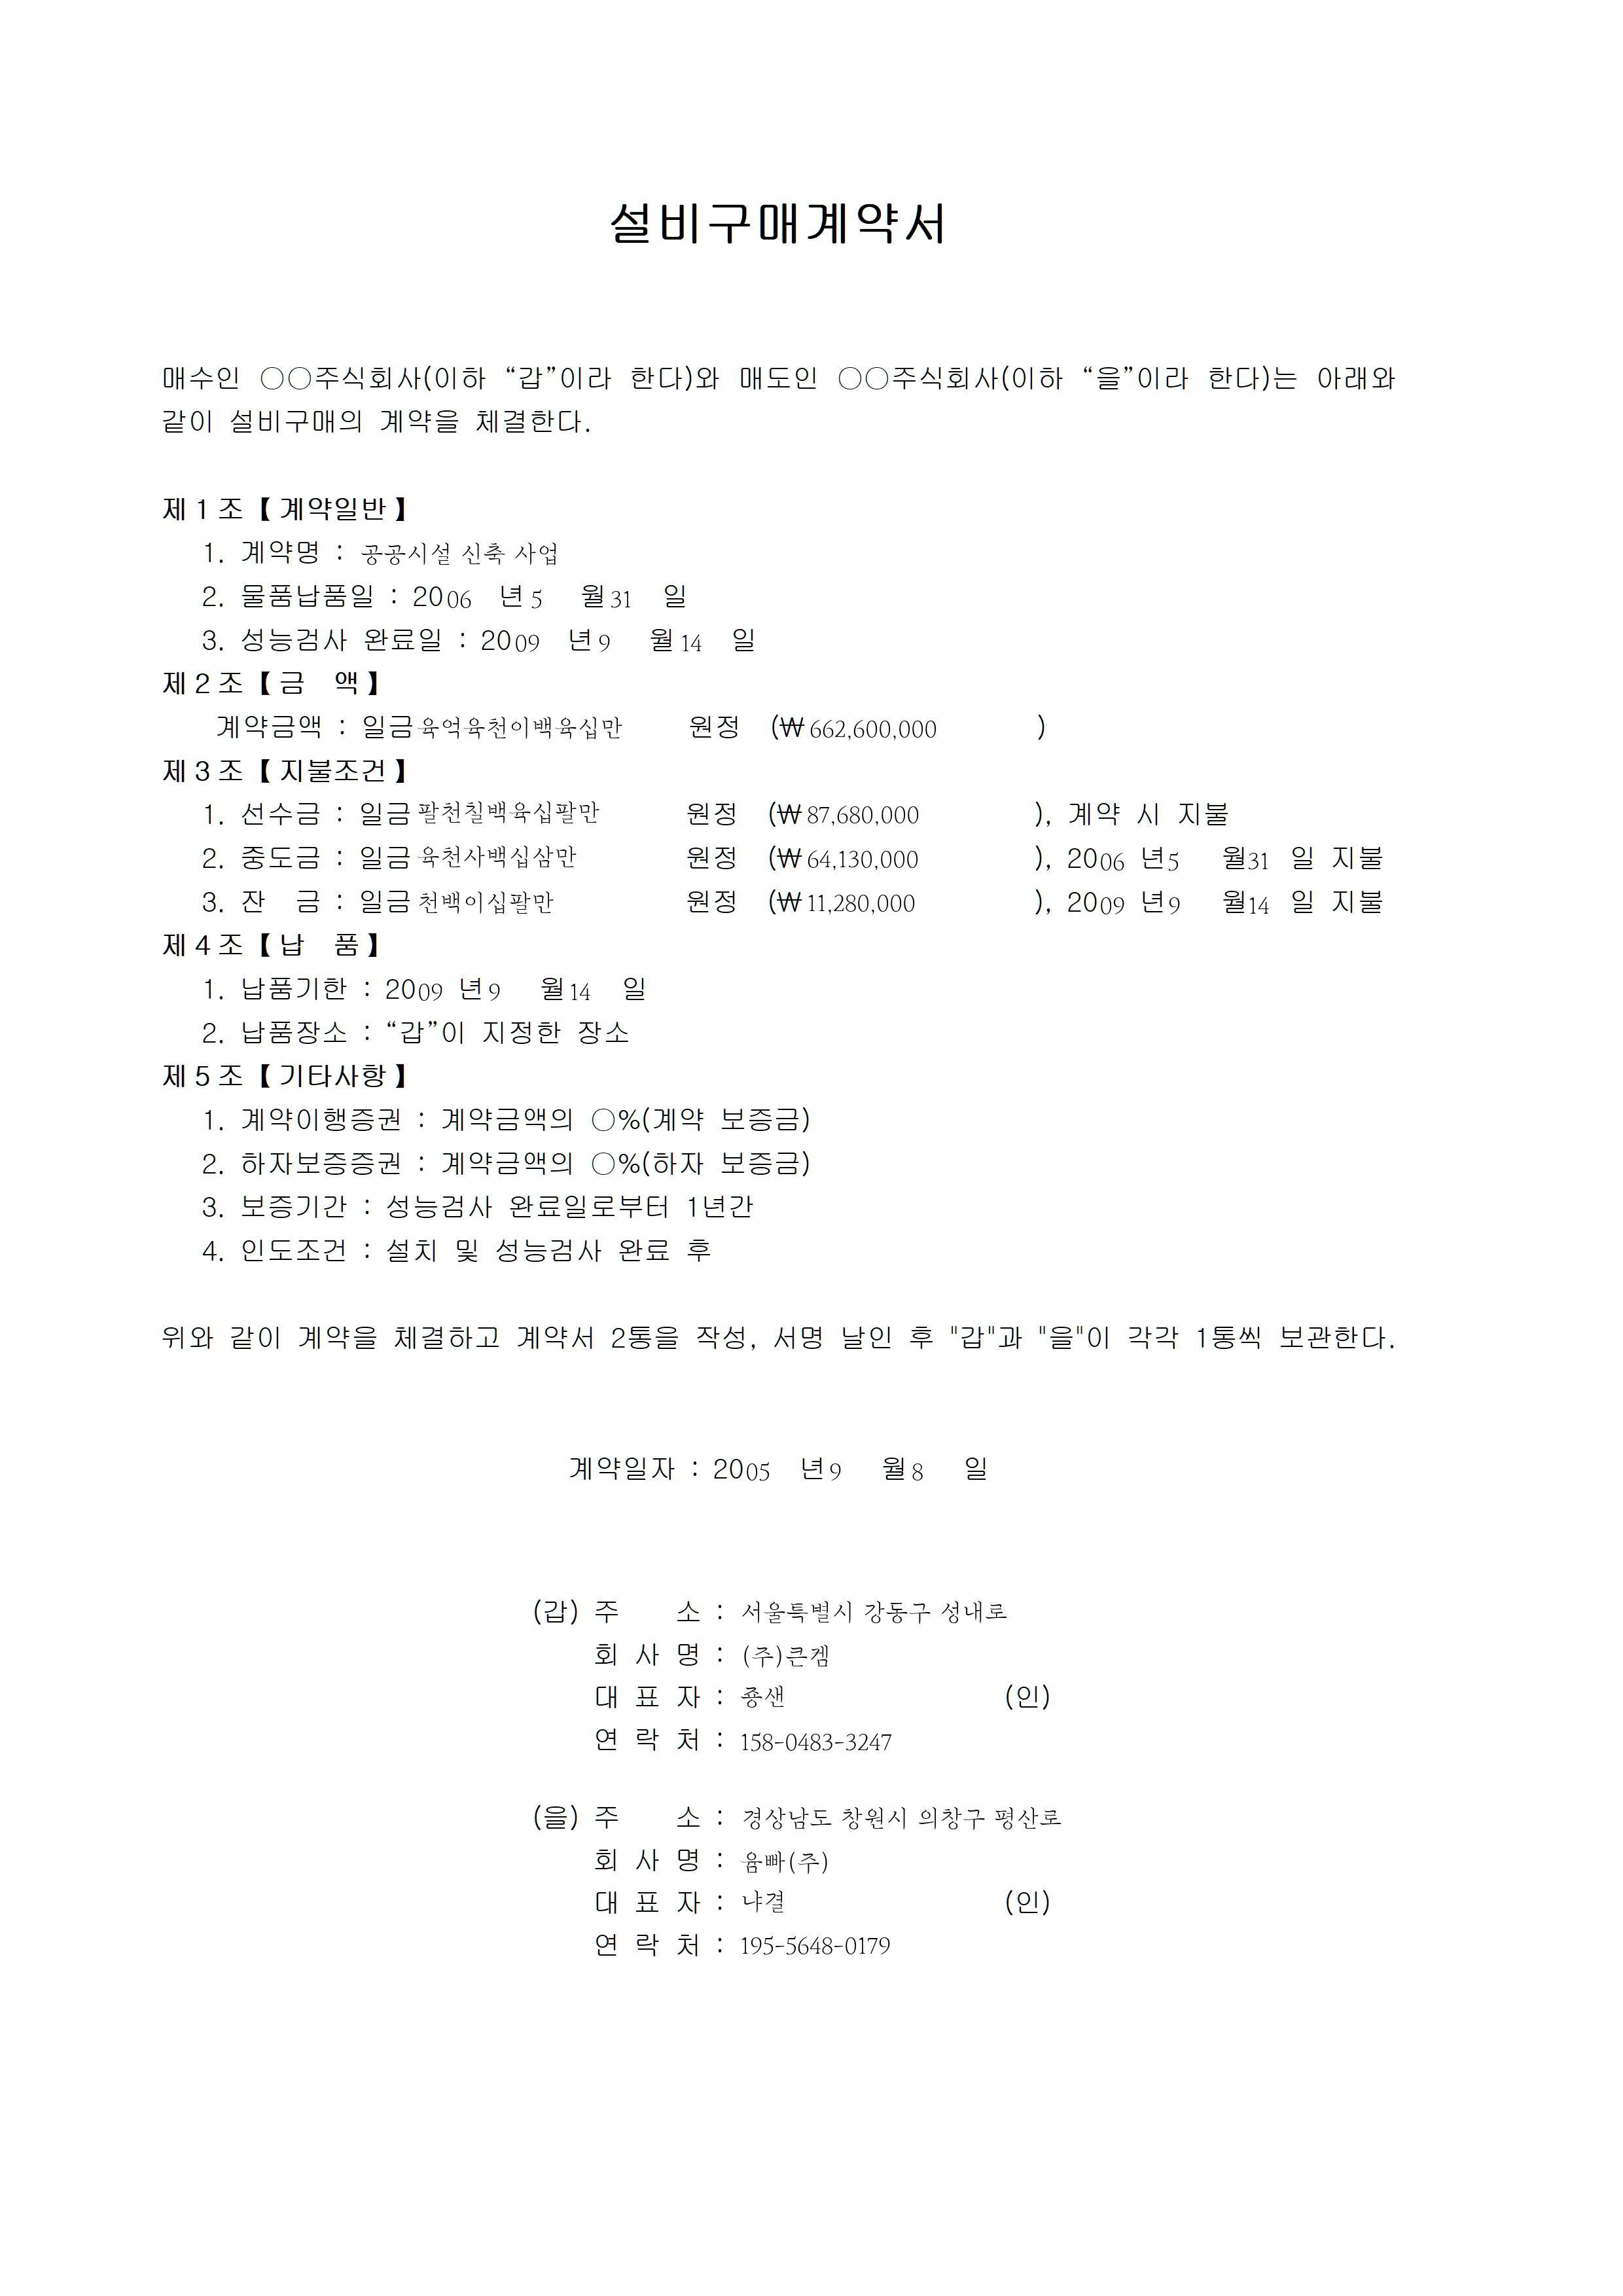 설비구매계약서
매수인 ○○주식회사(이하 “갑”이라 한다)와 매도인 ○○주식회사(이하 “을”이라 한다)는 아래와
같이 설비구매의 계약을 체결한다.
제 1 조 【 계약일반 】
1. 계약명 : 공공시설 신축 사업
2. 물품납품일 : 2006 년 5 월 31 일
3. 성능검사 완료일 : 2009 년 9 월 14 일
제 2 조 【 금 액 】
계약금액 : 일금 육억육천이백육십만 원정 (₩ 662,600,000 )
제 3 조 【 지불조건 】
1. 선수금 : 일금 팔천칠백육십팔만 원정 (₩ 87,680,000 ), 계약 시 지불
2. 중도금 : 일금 육천사백십삼만 원정 (₩ 64,130,000 ), 2006 년 5 월 31 일 지불
3. 잔 금 : 일금 천백이십팔만 원정 (₩ 11,280,000 ), 2009 년 9 월 14 일 지불
제 4 조 【 납 품 】
1. 납품기한 : 2009 년 9 월 14 일
2. 납품장소 : “갑”이 지정한 장소
제 5 조 【 기타사항 】
1. 계약이행증권 : 계약금액의 ○%(계약 보증금)
2. 하자보증증권 : 계약금액의 ○%(하자 보증금)
3. 보증기간 : 성능검사 완료일로부터 1년간
4. 인도조건 : 설치 및 성능검사 완료 후
위와 같이 계약을 체결하고 계약서 2통을 작성, 서명 날인 후 "갑"과 "을"이 각각 1통씩 보관한다.
계약일자 : 2005 년 9 월 8 일
(갑) 주 소 : 서울특별시 강동구 성내로
회 사 명 : (주)큰켐
대 표 자 : 죵샌 (인)
연 락 처 : 158-0483-3247
(을) 주 소 : 경상남도 창원시 의창구 평산로
회 사 명 : 윰빠(주)
대 표 자 : 냐결 (인)
연 락 처 : 195-5648-0179